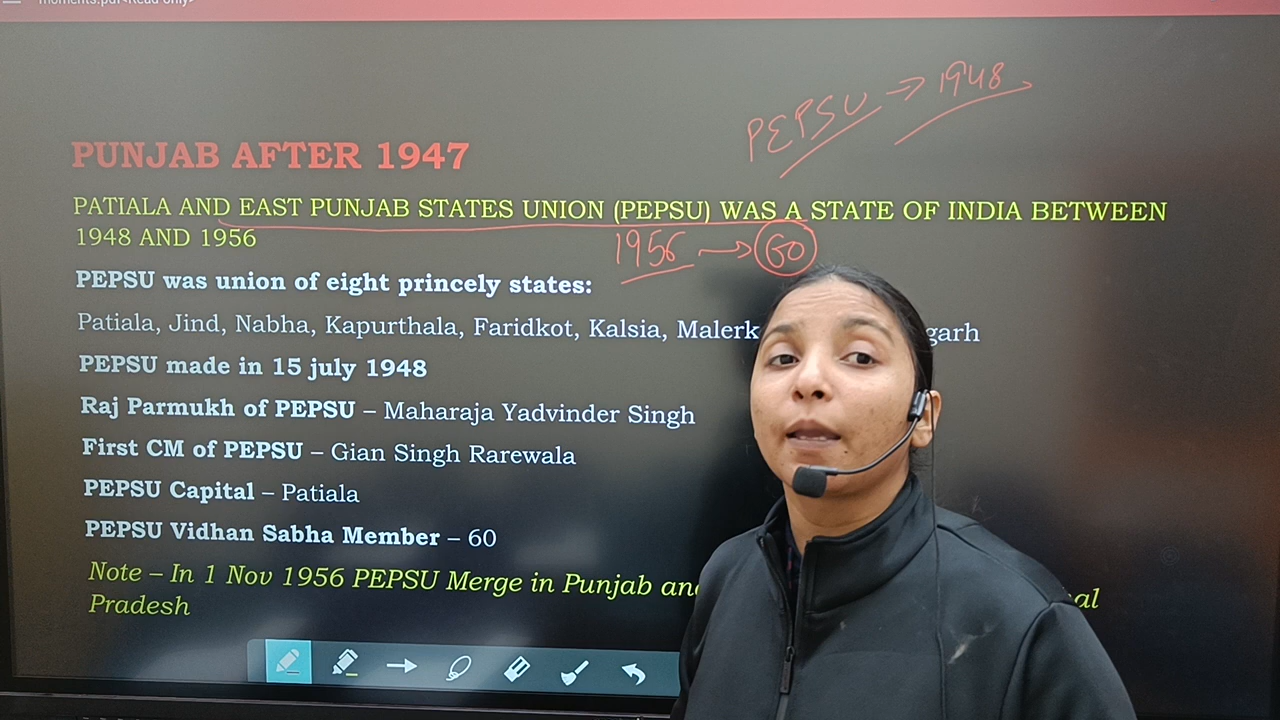 PEPSU → 1948
PUNJAB AFTER 1947
PATIALA AND EAST PUNJAB STATES UNION (PEPSU) WAS A STATE OF INDIA BETWEEN
1948 AND 1956
1956 → 60
PEPSU was union of eight princely states:
Patiala, Jind, Nabha, Kapurthala, Faridkot, Kalsia, Malerk garh
PEPSU made in 15 july 1948
Raj Parmukh of PEPSU – Maharaja Yadvinder Singh
First CM of PEPSU – Gian Singh Rarewala
PEPSU Capital – Patiala
PEPSU Vidhan Sabha Member – 60
Note – In 1 Nov 1956 PEPSU Merge in Punjab and
Pradesh